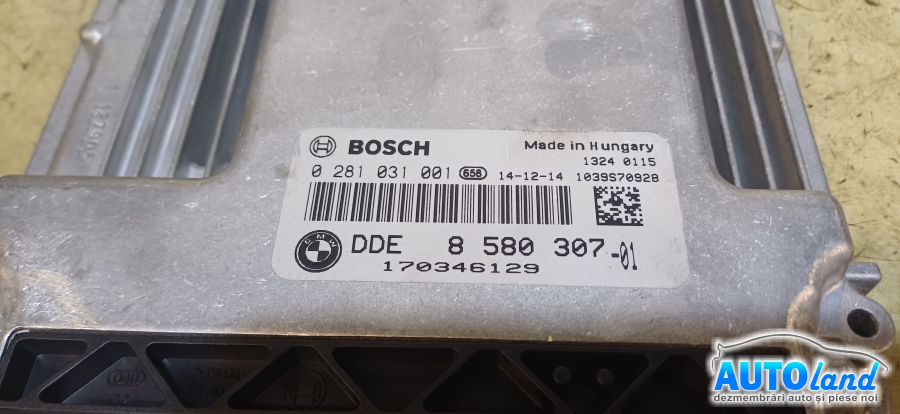 BOSCH
Made in Hungary
1324 0115
0 281 031 001 658 14-12-14 1039S70928
BMW
DDE 8 580 307-01
170346129
AUTOland
dezmembrări auto și piese noi